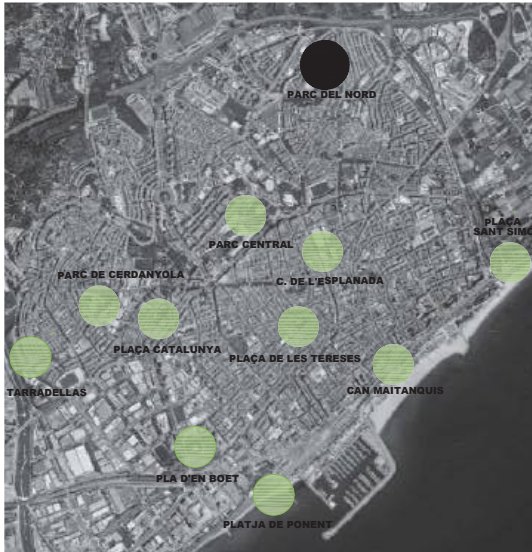 PARC DEL NORD
PLAÇA
SANT SIMO
PARC CENTRAL
C. DE L'ESPLANADA
PARC DE CERDANYOLA
PLAÇA CATALUNYA
PLAÇA DE LES TERESES
CAN MAITANQUIS
TARRADELLAS
PLA D'EN BOET
PLATJA DE PONENT